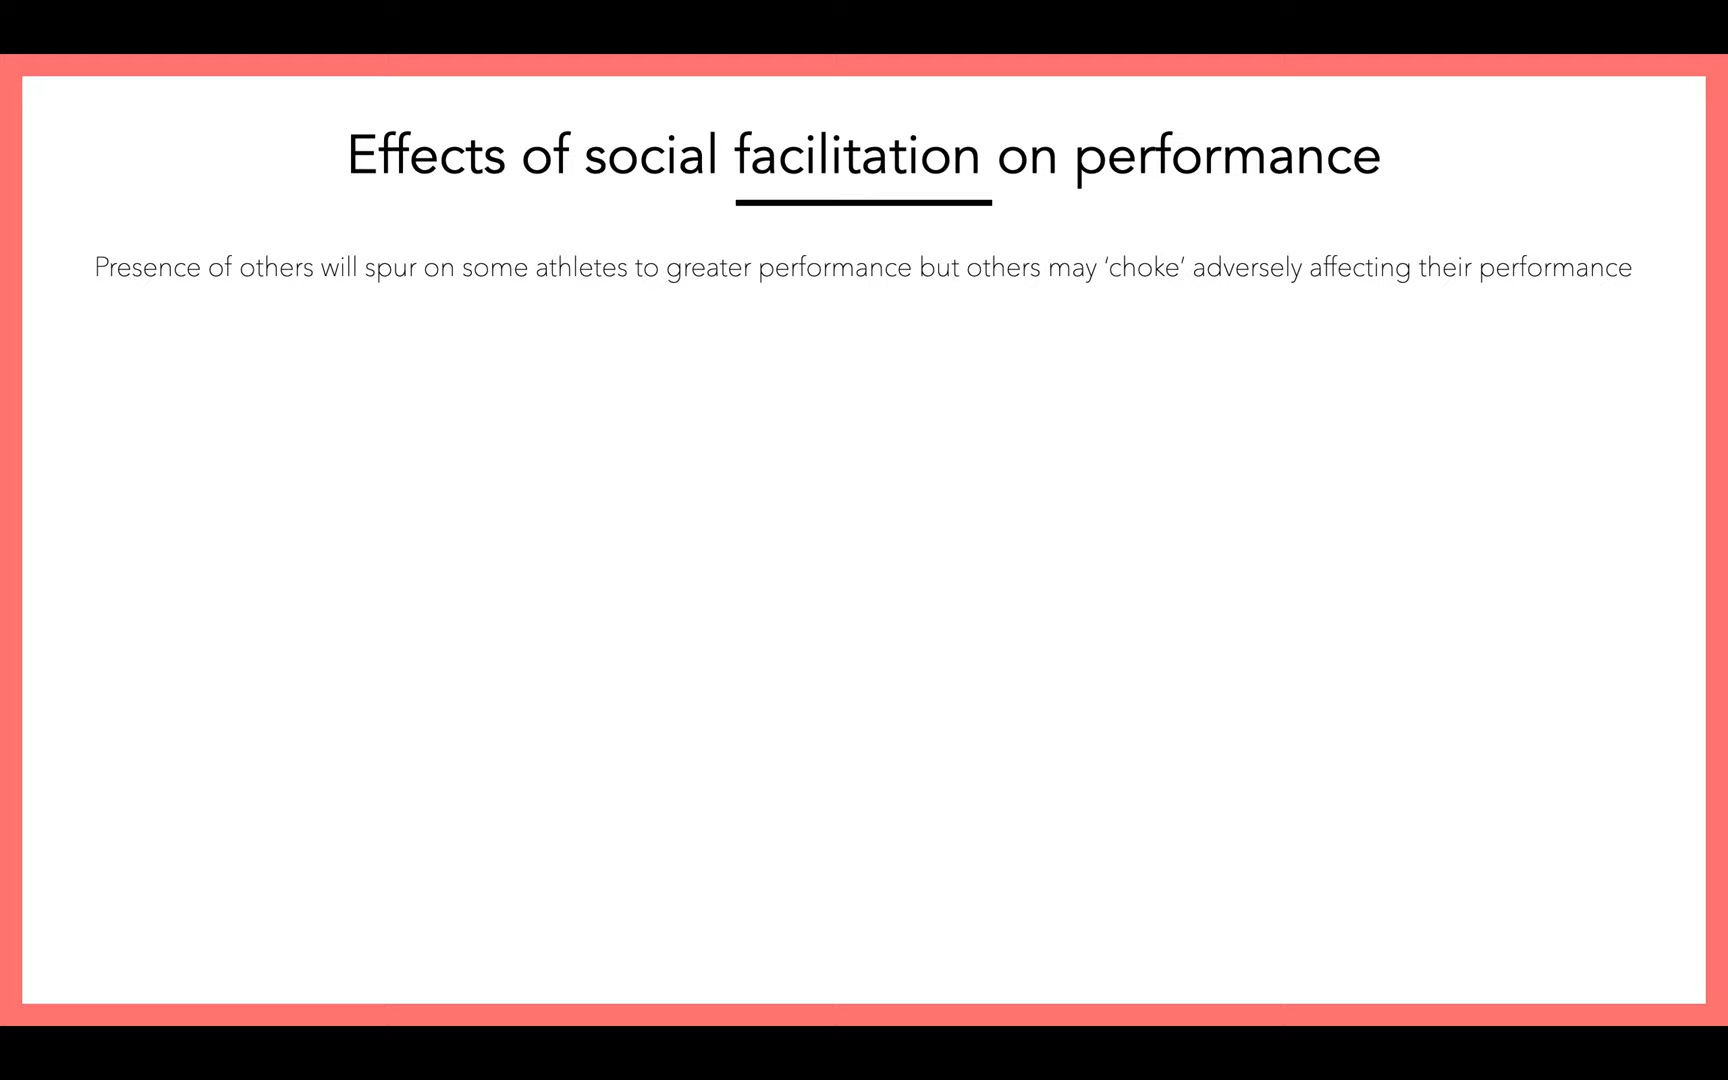 Effects of social facilitation on performance
Presence of others will spur on some athletes to greater performance but others may ‘choke’ adversely affecting their performance